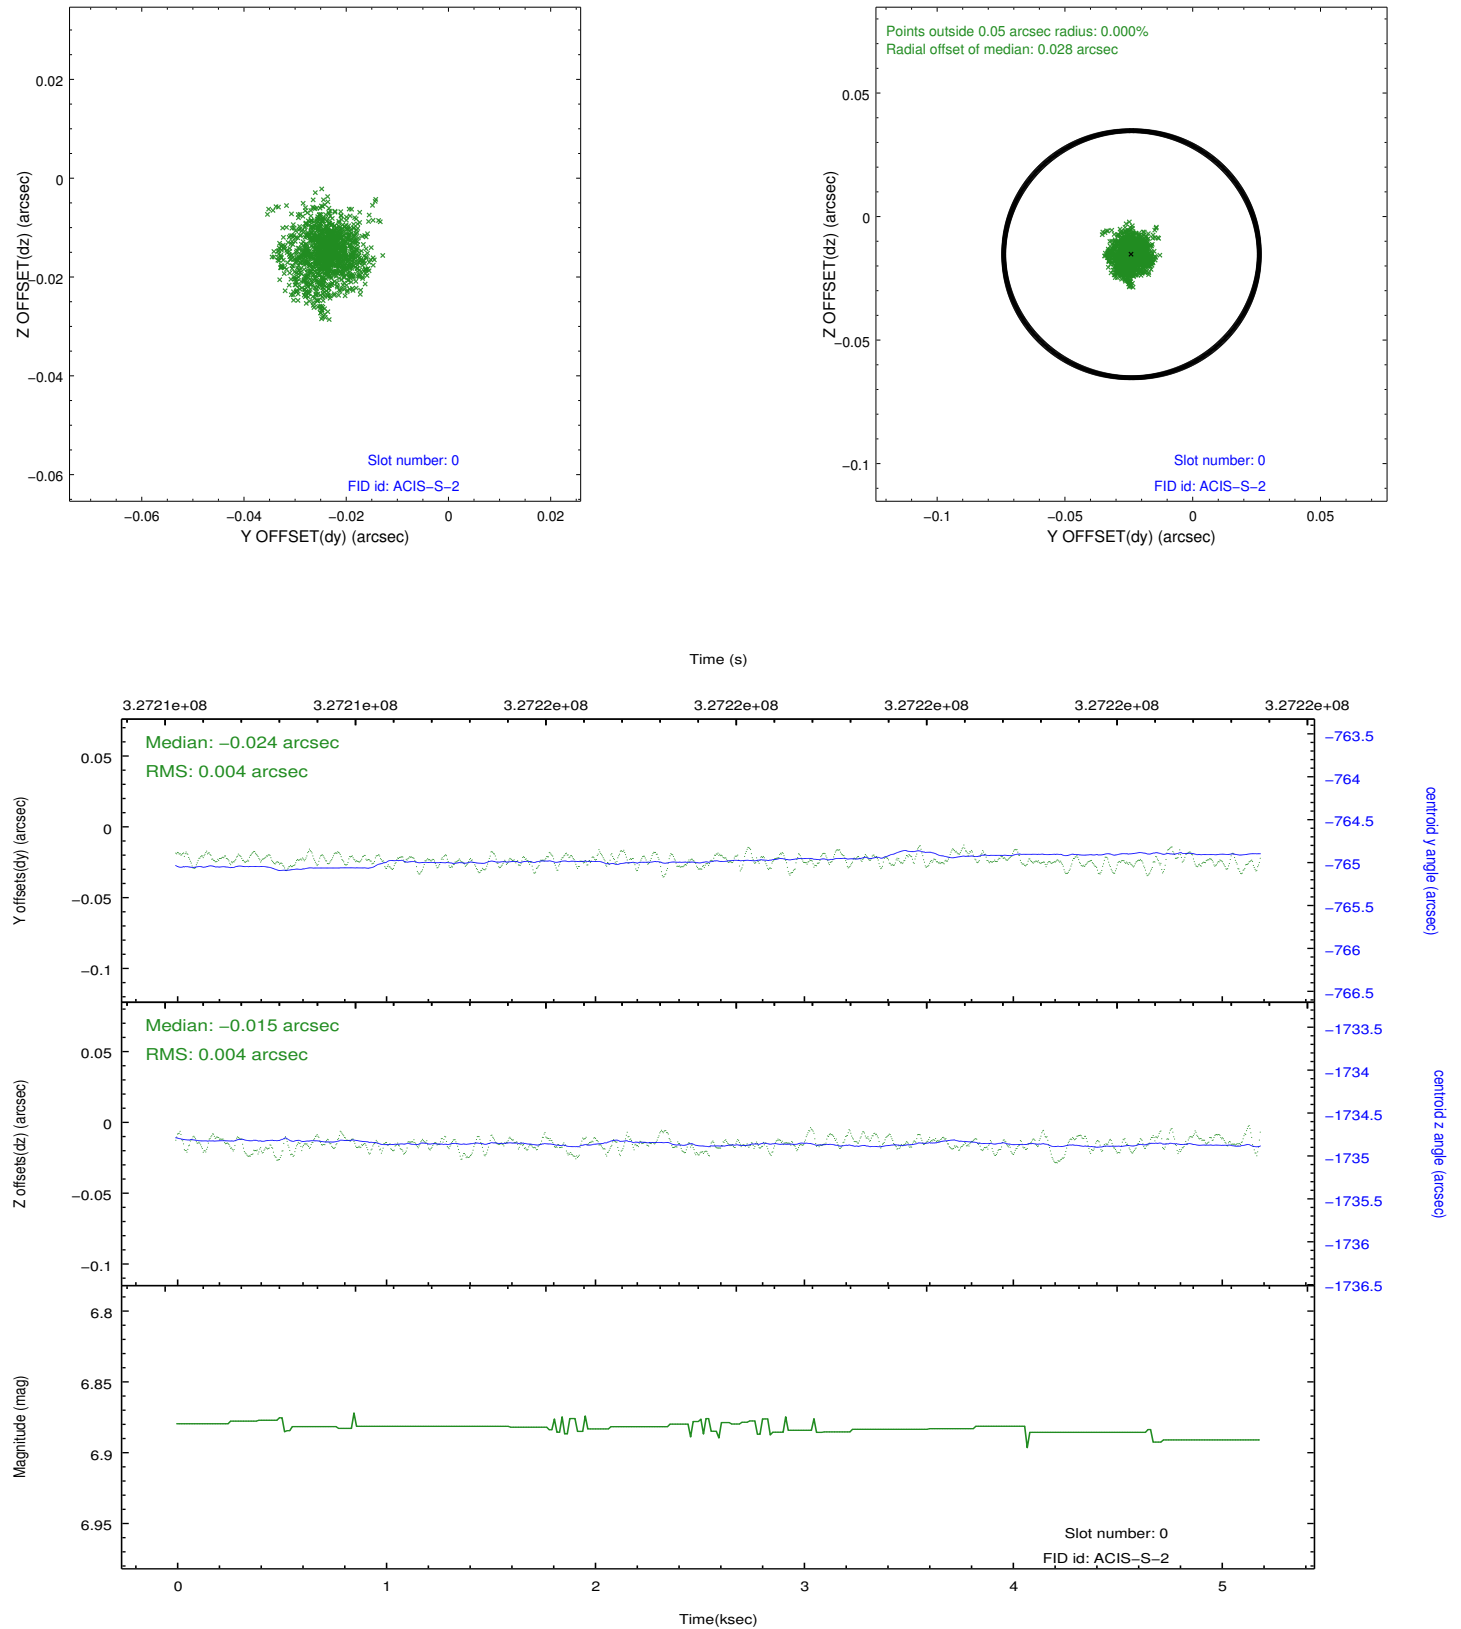 0.02
0
−0.02
−0.04
−0.06
Z OFFSET(dz) (arcsec)
Slot number: 0
FID id: ACIS−S−2
−0.06 −0.04 −0.02 0 0.02
Y OFFSET(dy) (arcsec)
Points outside 0.05 arcsec radius: 0.000%
Radial offset of median: 0.028 arcsec
0.05
0
−0.05
−0.1
Z OFFSET(dz) (arcsec)
Slot number: 0
FID id: ACIS−S−2
−0.1 −0.05 0 0.05
Y OFFSET(dy) (arcsec)
Time (s)
3.2721e+08 3.2721e+08 3.2722e+08 3.2722e+08 3.2722e+08 3.2722e+08 3.2722e+08
Median: −0.024 arcsec
RMS: 0.004 arcsec
0.05
0
−0.05
−0.1
Y offsets(dy) (arcsec)
−763.5
−764
−764.5
−765
−765.5
−766
−766.5
centroid y angle (arcsec)
Median: −0.015 arcsec
RMS: 0.004 arcsec
0.05
0
−0.05
−0.1
Z offsets(dz) (arcsec)
−1733.5
−1734
−1734.5
−1735
−1735.5
−1736
−1736.5
centroid z angle (arcsec)
6.8
6.85
6.9
6.95
Magnitude (mag)
Slot number: 0
FID id: ACIS−S−2
0 1 2 3 4 5
Time(ksec)